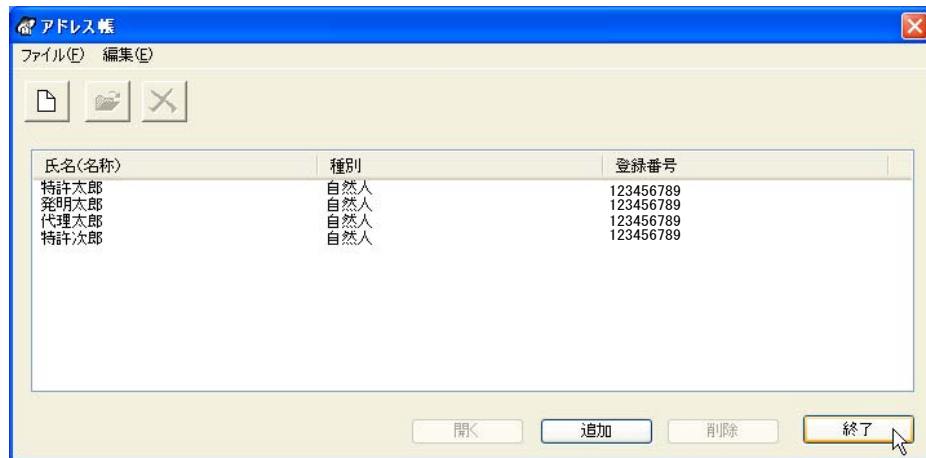 アドレス帳
ファイル(F) 編集(E)
氏名(名称) 種別 登録番号
特許太郎 自然人 123456789
発明太郎 自然人 123456789
代理太郎 自然人 123456789
特許次郎 自然人 123456789
開く 追加 削除 終了